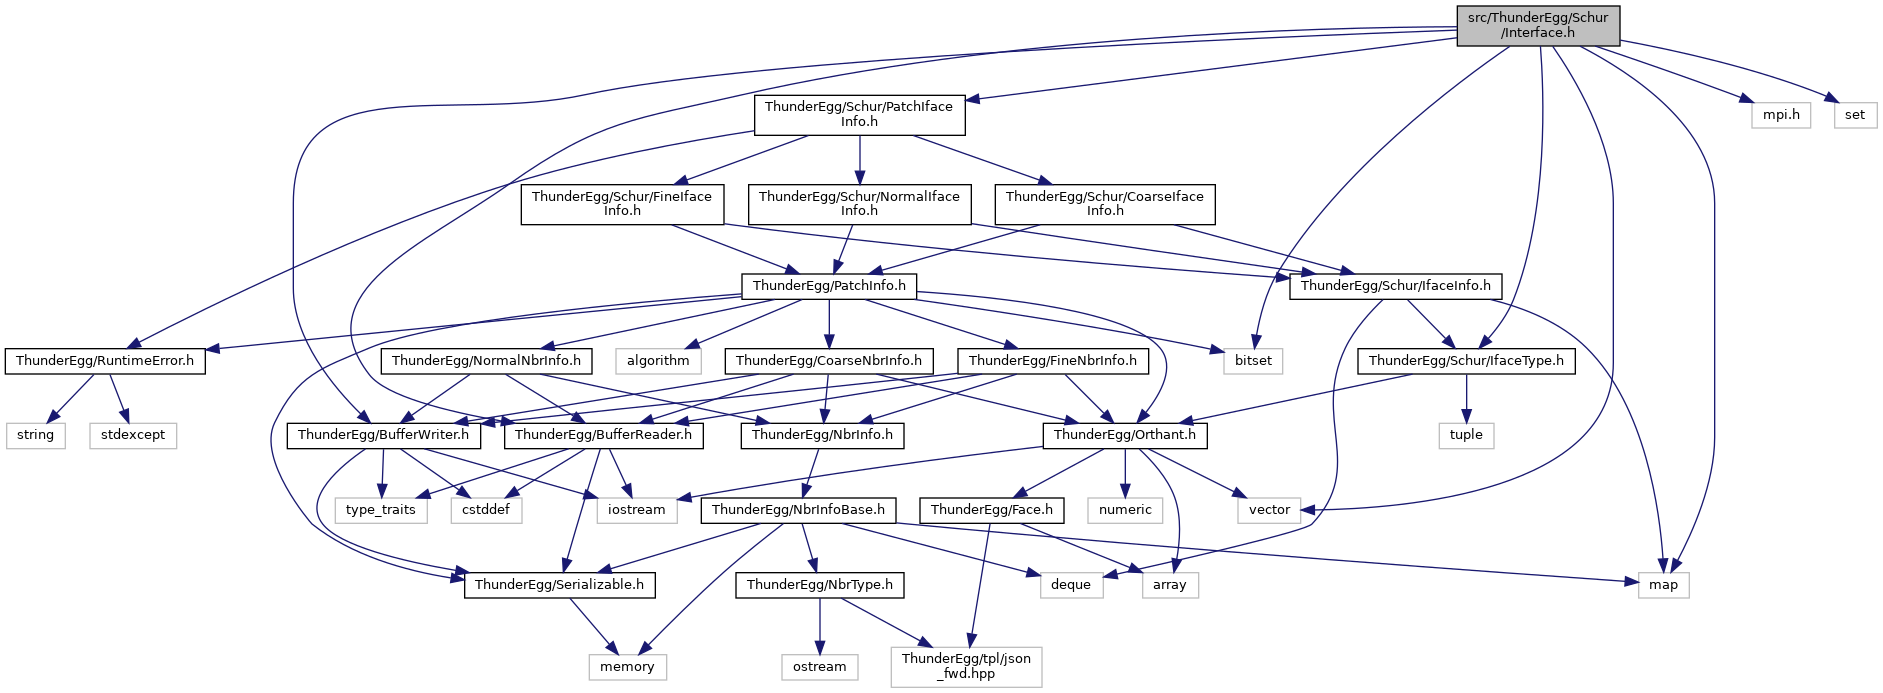 src/ThunderEgg/Schur
/Interface.h
ThunderEgg/Schur/PatchIface
Info.h
mpi.h
set
ThunderEgg/Schur/FineIface
Info.h
ThunderEgg/Schur/NormalIface
Info.h
ThunderEgg/Schur/CoarseIface
Info.h
ThunderEgg/PatchInfo.h
ThunderEgg/Schur/IfaceInfo.h
ThunderEgg/RuntimeError.h
ThunderEgg/NormalNbrInfo.h
algorithm
ThunderEgg/CoarseNbrInfo.h
ThunderEgg/FineNbrInfo.h
bitset
ThunderEgg/Schur/IfaceType.h
string
stdexcept
ThunderEgg/BufferWriter.h
ThunderEgg/BufferReader.h
ThunderEgg/NbrInfo.h
ThunderEgg/Orthant.h
tuple
type_traits
cstddef
iostream
ThunderEgg/NbrInfoBase.h
ThunderEgg/Face.h
numeric
vector
ThunderEgg/Serializable.h
ThunderEgg/NbrType.h
deque
array
map
memory
ostream
ThunderEgg/tpl/json
_fwd.hpp